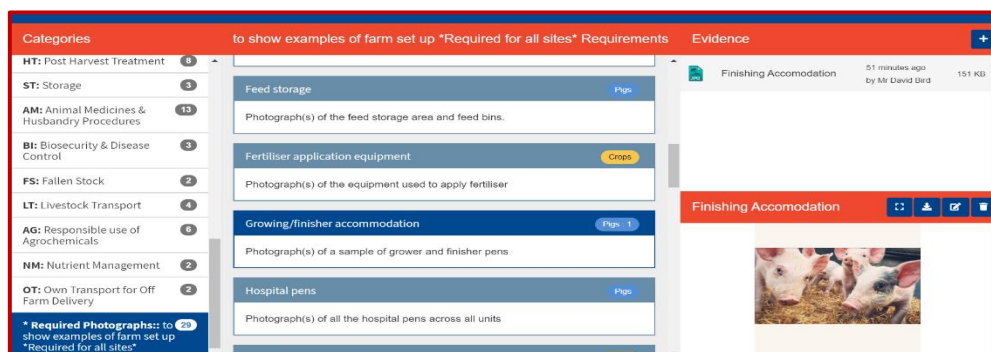 Categories
HT: Post Harvest Treatment 8
ST: Storage 3
AM: Animal Medicines & 13
Husbandry Procedures
BI: Biosecurity & Disease 3
Control
FS: Fallen Stock 2
LT: Livestock Transport 4
AG: Responsible use of 6
Agrochemicals
NM: Nutrient Management 2
OT: Own Transport for Off 2
Farm Delivery
* Required Photographs:: to 29
show examples of farm set up
*Required for all sites*
to show examples of farm set up *Required for all sites* Requirements
Feed storage Pigs
Photograph(s) of the feed storage area and feed bins.
Fertiliser application equipment Crops
Photograph(s) of the equipment used to apply fertiliser
Growing/finisher accommodation Pigs : 1
Photograph(s) of a sample of grower and finisher pens
Hospital pens Pigs
Photograph(s) of all the hospital pens across all units
Evidence +
Finishing Accomodation 51 minutes ago 151 KB
by Mr David Bird
Finishing Accomodation